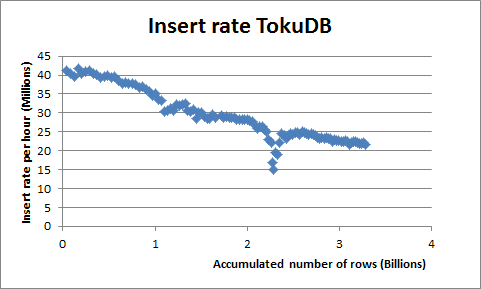 Insert rate TokuDB
Insert rate per hour (Millions)
45
40
35
30
25
20
15
10
5
0
0 1 2 3 4
Accumulated number of rows (Billions)